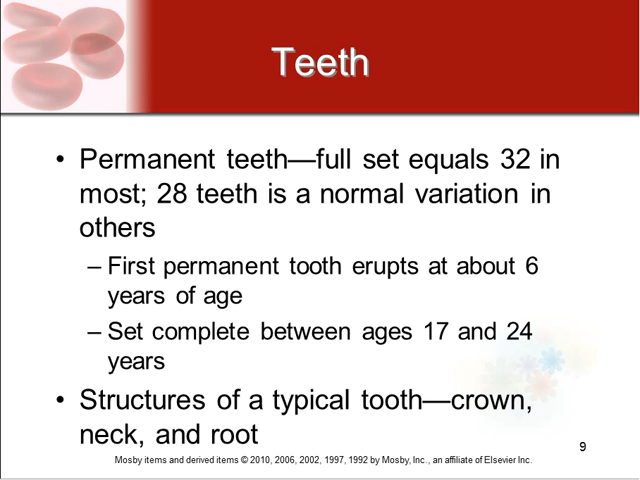 Teeth
• Permanent teeth—full set equals 32 in
most; 28 teeth is a normal variation in
others
– First permanent tooth erupts at about 6
years of age
– Set complete between ages 17 and 24
years
• Structures of a typical tooth—crown,
neck, and root
9
Mosby items and derived items © 2010, 2006, 2002, 1997, 1992 by Mosby, Inc., an affiliate of Elsevier Inc.